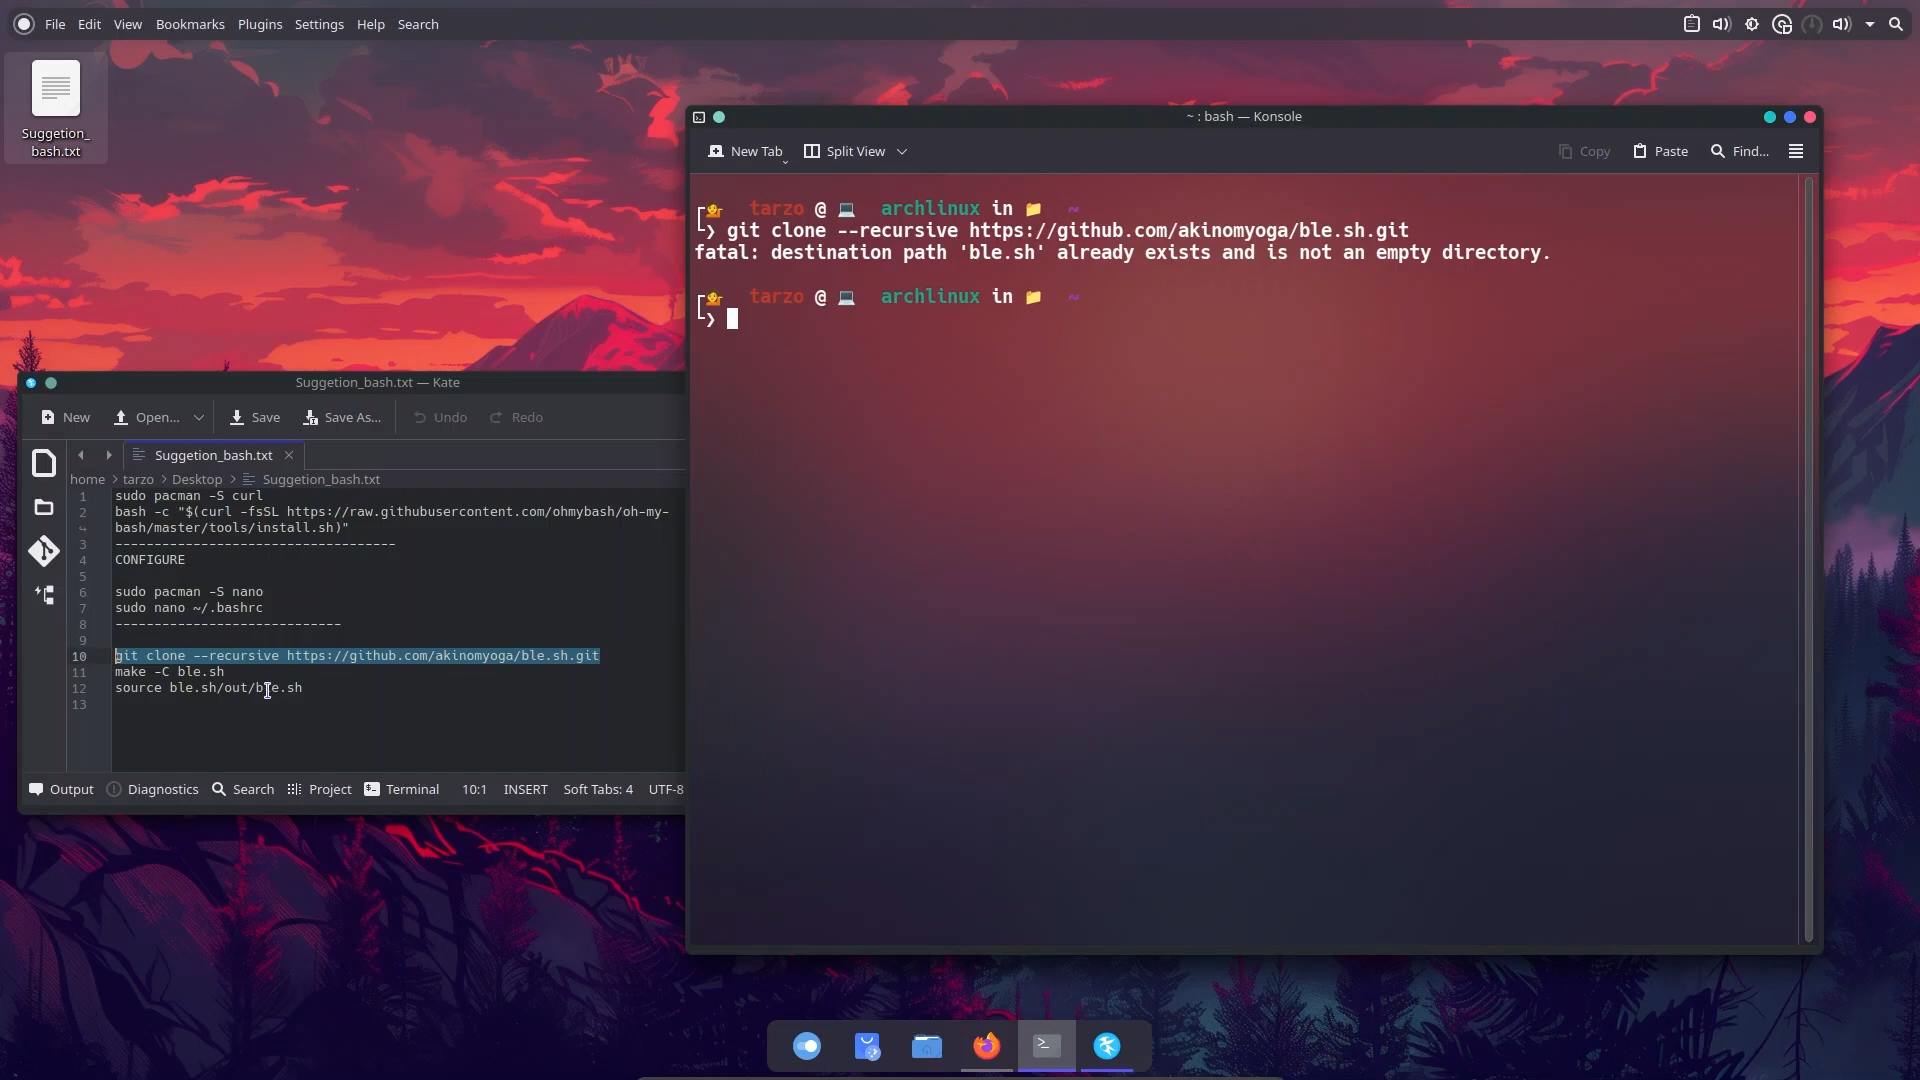 File Edit View Bookmarks Plugins Settings Help Search
Suggetion_
bash.txt
~ : bash — Konsole
New Tab Split View Copy Paste Find...
tarzo @ archlinux in ~
❯ git clone --recursive https://github.com/akinomyoga/ble.sh.git
fatal: destination path 'ble.sh' already exists and is not an empty directory.
tarzo @ archlinux in ~
❯
Suggetion_bash.txt — Kate
New Open... Save Save As... Undo Redo
Suggetion_bash.txt
home > tarzo > Desktop > Suggetion_bash.txt
1 sudo pacman -S curl
2 bash -c "$(curl -fsSL https://raw.githubusercontent.com/ohmybash/oh-my-
bash/master/tools/install.sh)"
3 ------------------------------------
4 CONFIGURE
5
6 sudo pacman -S nano
7 sudo nano ~/.bashrc
8 -----------------------------
9
10 git clone --recursive https://github.com/akinomyoga/ble.sh.git
11 make -C ble.sh
12 source ble.sh/out/ble.sh
13
Output Diagnostics Search Project Terminal 10:1 INSERT Soft Tabs: 4 UTF-8